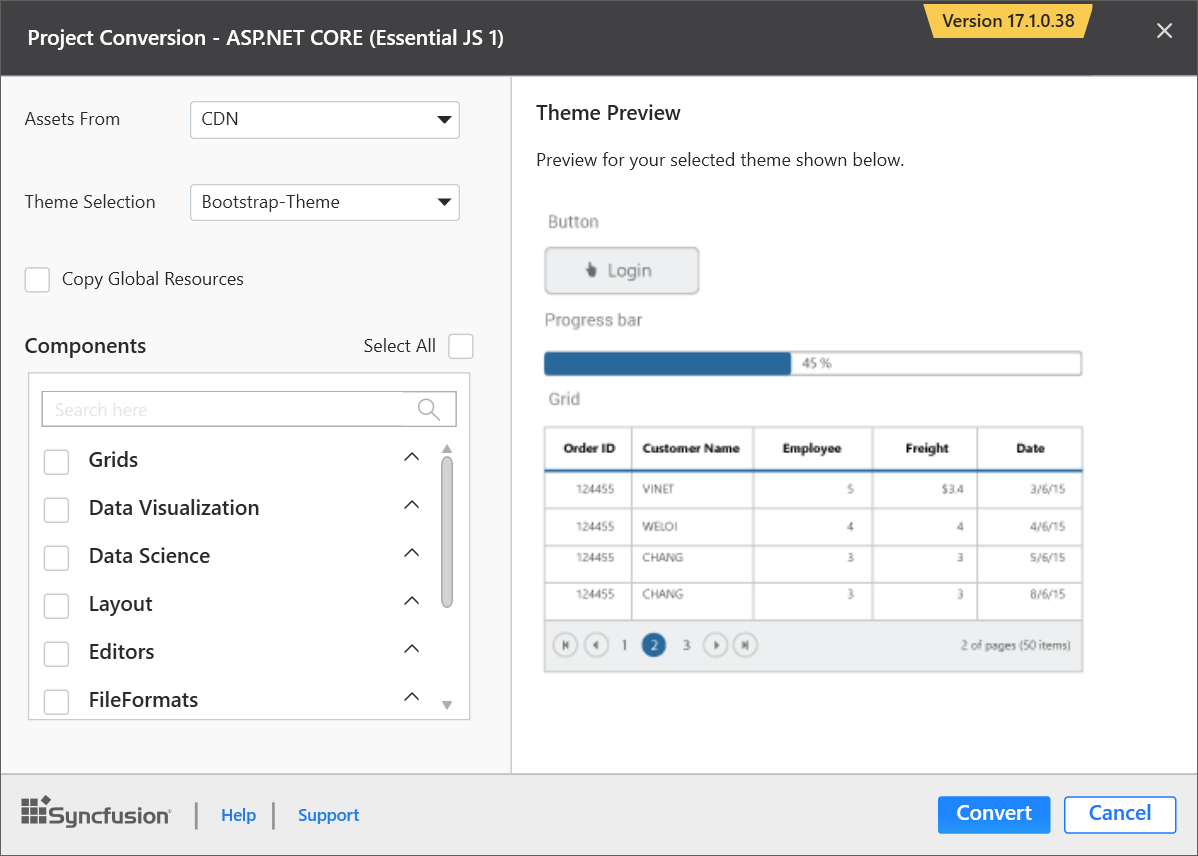 Project Conversion - ASP.NET CORE (Essential JS 1)
Version 17.1.0.38
Assets From
CDN
Theme Selection
Bootstrap-Theme
Copy Global Resources
Components
Select All
Search here
Grids
Data Visualization
Data Science
Layout
Editors
FileFormats
Theme Preview
Preview for your selected theme shown below.
Button
Login
Progress bar
45 %
Grid
Order ID Customer Name Employee Freight Date
124455 VINET 5 $3.4 3/6/15
124455 WELOI 4 4 4/6/15
124455 CHANG 3 3 5/6/15
124455 CHANG 3 3 8/6/15
1 2 3 2 of pages (50 items)
Syncfusion
Help
Support
Convert
Cancel